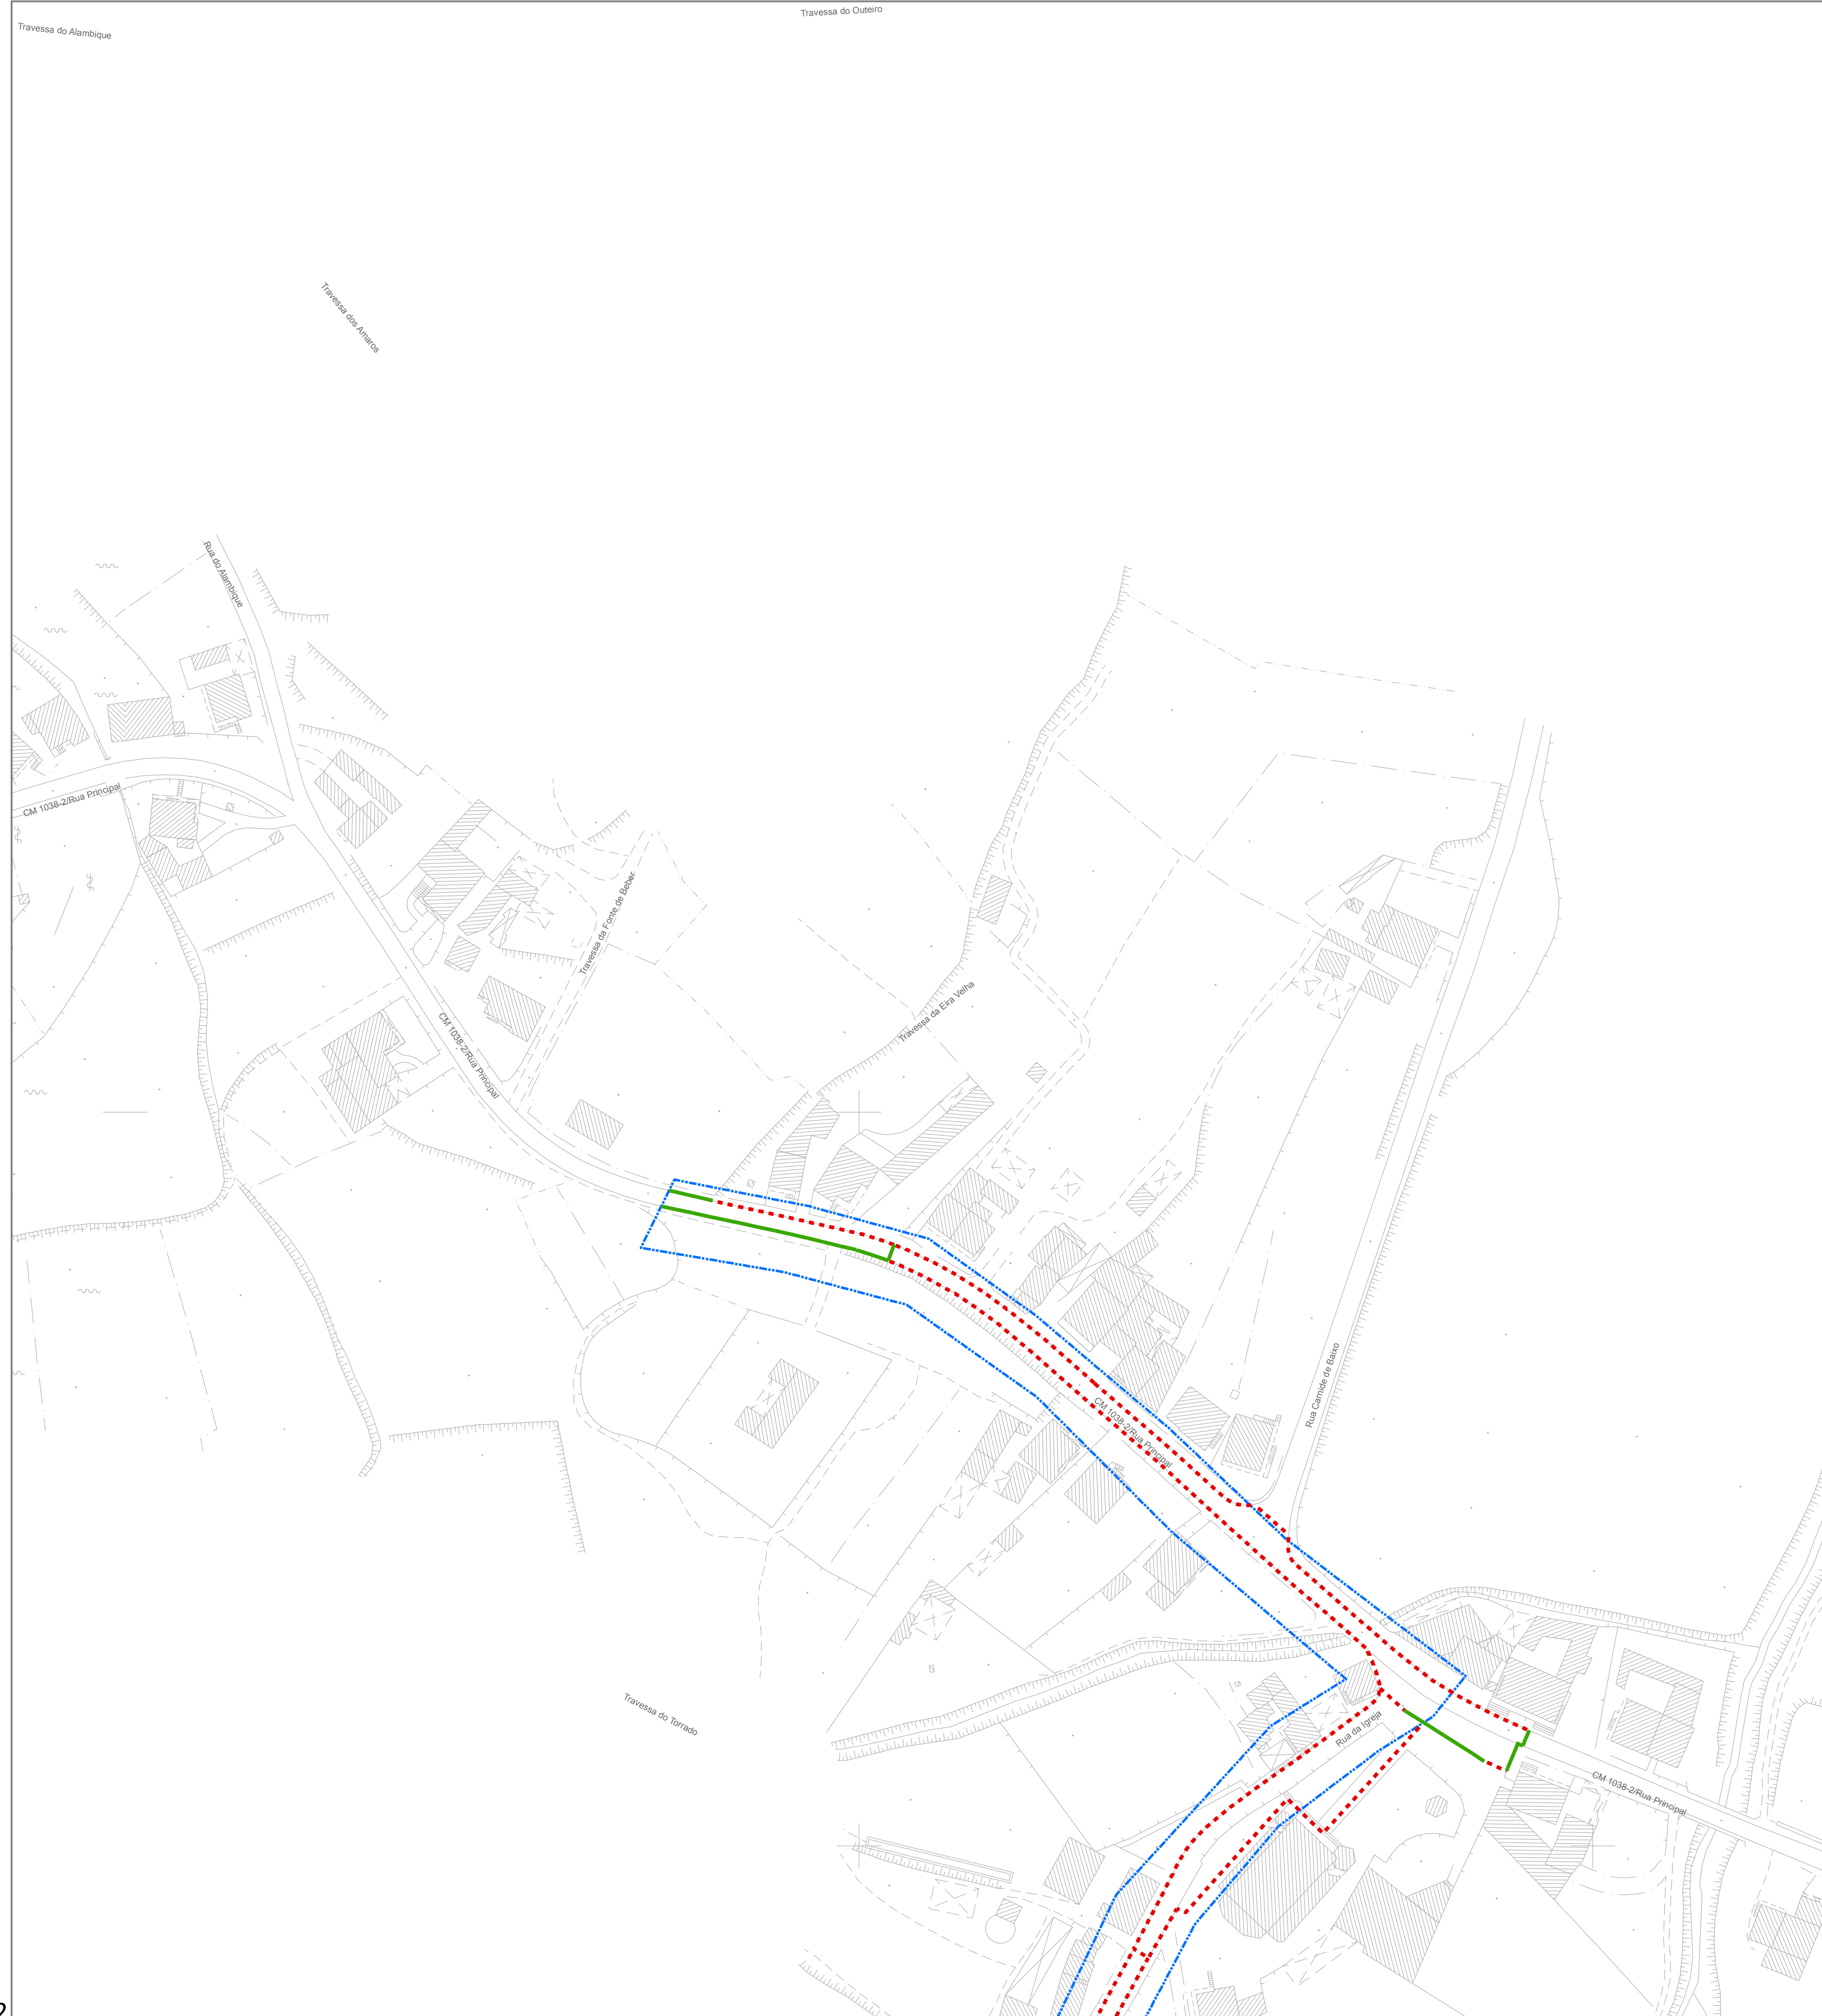 Travessa do Outeiro
Travessa do Alambique
Travessa dos Amaros
Rua do Alambique
CM 1038-2/Rua Principal
Travessa da Fonte de Beber
Travessa da Eira Velha
CM 1038-2/Rua Principal
Rua Carnide de Baixo
CM 1038-2/Rua Principal
Travessa do Torrado
Rua da Igreja
CM 1038-2/Rua Principal
2